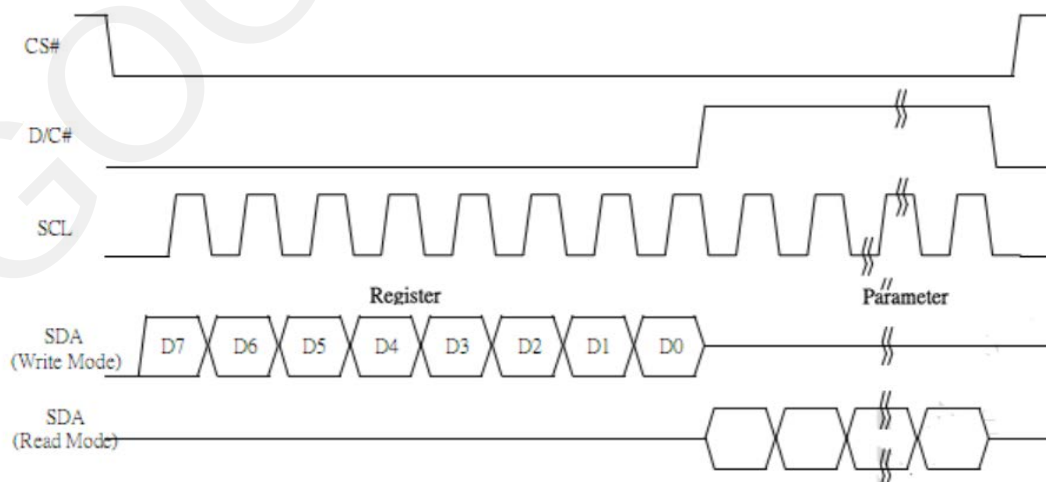 CS#
D/C#
SCL
Register
Parameter
SDA
(Write Mode)
D7 D6 D5 D4 D3 D2 D1 D0
SDA
(Read Mode)